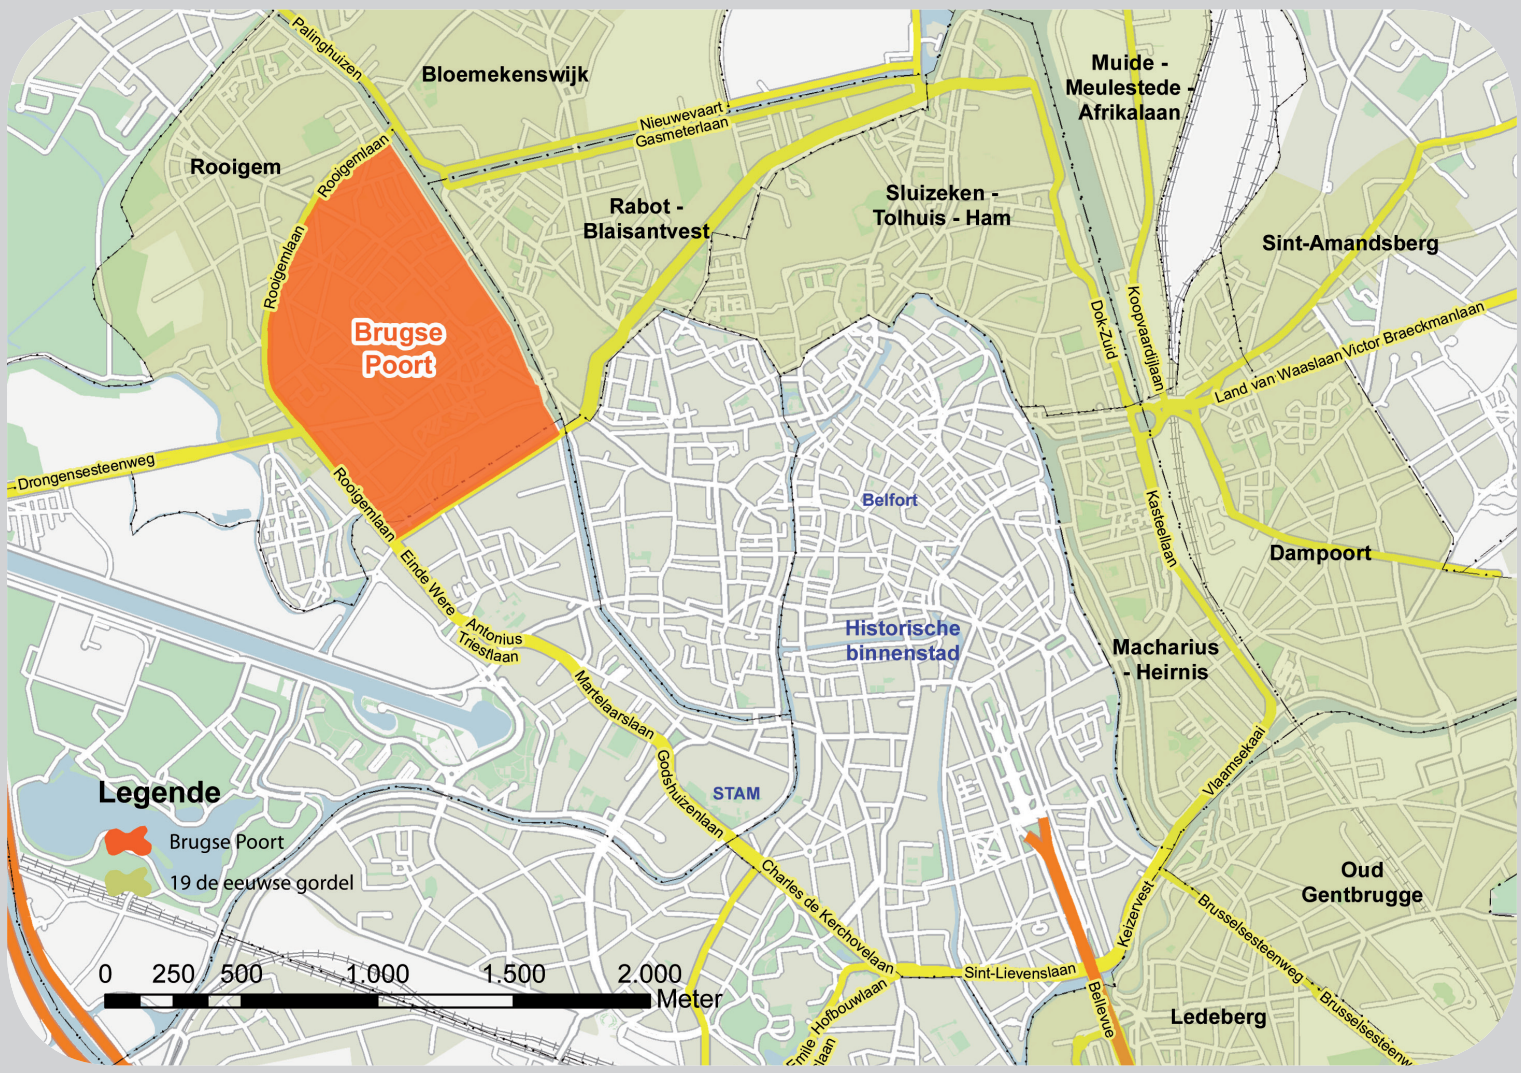 Palinghuizen
Bloemekenswijk
Muide -
Meulestede -
Afrikalaan
Nieuwevaart
Gasmeterlaan
Rooigemlaan
Rooigem
Rabot -
Blaisantvest
Sluizeken -
Tolhuis - Ham
Sint-Amandsberg
Rooigemlaan
Koopvaardijlaan
Dok-Zuid
Brugse
Poort
Land van Waaslaan
Victor Braeckmanlaan
Drongensesteenweg
Rooigemlaan
Belfort
Kasteellaan
Dampoort
Einde Were
Antonius
Triestlaan
Historische
binnenstad
Macharius
- Heirnis
Martelaarslaan
Godshuizenlaan
STAM
Vlaamsekaai
Legende
Brugse Poort
19 de eeuwse gordel
Oud
Gentbrugge
Charles de Kerchovelaan
Keizervest
Brusselsesteenweg
Brusselsesteenw
0 250 500 1.000 1.500 2.000
Meter
Sint-Lievenslaan
Hofbouwlaan
Emile
laan
Bellevue
Ledeberg